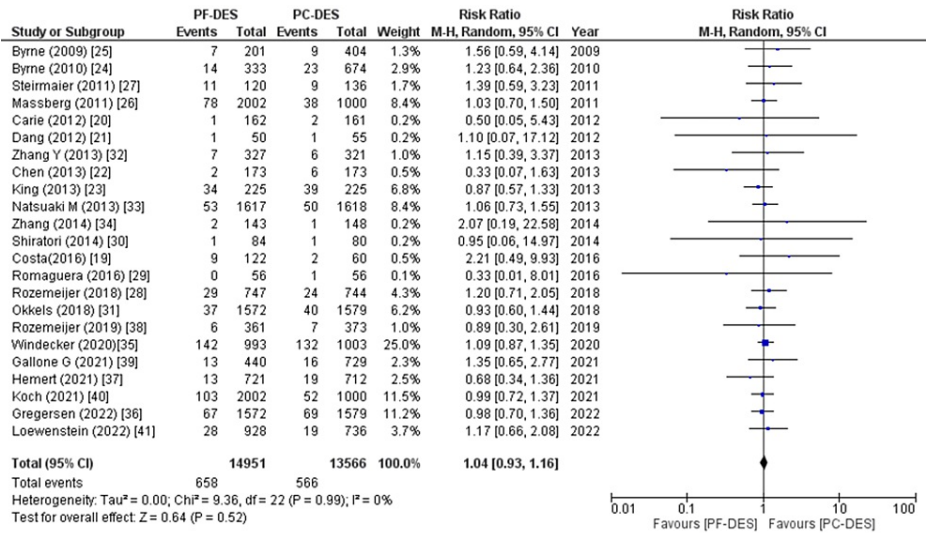 PF-DES PC-DES Risk Ratio Risk Ratio
Study or Subgroup Events Total Events Total Weight M-H, Random, 95% CI Year M-H, Random, 95% CI
Byrne (2009) [25] 7 201 9 404 1.3% 1.56 [0.59, 4.14] 2009
Byrne (2010) [24] 14 333 23 674 2.9% 1.23 [0.64, 2.36] 2010
Steirmaier (2011) [27] 11 120 9 136 1.8% 1.39 [0.59, 3.23] 2011
Massberg (2011) [26] 78 2002 38 1000 8.4% 1.03 [0.70, 1.50] 2011
Carie (2012) [20] 1 162 2 161 0.2% 0.50 [0.05, 5.43] 2012
Dang (2012) [21] 1 50 1 55 0.2% 1.10 [0.07, 17.12] 2012
Zhang Y (2013) [32] 7 327 6 321 1.0% 1.15 [0.39, 3.37] 2013
Chen (2013) [22] 2 173 6 173 0.5% 0.33 [0.07, 1.63] 2013
King (2013) [23] 34 225 39 225 6.8% 0.87 [0.57, 1.33] 2013
Natsuaki M (2013) [33] 53 1617 50 1618 8.4% 1.06 [0.73, 1.55] 2013
Zhang (2014) [34] 2 143 1 148 0.2% 2.07 [0.19, 22.58] 2014
Shiratori (2014) [30] 1 84 1 80 0.2% 0.95 [0.06, 14.97] 2014
Costa(2016) [19] 9 122 2 60 0.6% 2.21 [0.49, 9.93] 2016
Romaguera (2016) [29] 0 56 1 56 0.1% 0.33 [0.01, 8.01] 2016
Rozemeijer (2018) [28] 29 747 24 744 4.3% 1.20 [0.71, 2.05] 2018
Okkels (2018) [31] 37 1572 40 1579 6.2% 0.93 [0.60, 1.44] 2018
Rozemeijer (2019) [38] 6 361 7 373 1.0% 0.89 [0.30, 2.61] 2019
Windecker (2020)[35] 142 993 132 1003 25.0% 1.09 [0.87, 1.35] 2020
Gallone G (2021) [39] 13 440 16 729 2.3% 1.35 [0.65, 2.77] 2021
Hemert (2021) [37] 13 721 19 712 2.5% 0.68 [0.34, 1.36] 2021
Koch (2021) [40] 103 2002 52 1000 11.5% 0.99 [0.72, 1.37] 2021
Gregersen (2022) [36] 67 1572 69 1579 11.2% 0.98 [0.70, 1.36] 2022
Loewenstein (2022) [41] 28 928 19 736 3.7% 1.17 [0.66, 2.08] 2022
Total (95% CI) 14951 13566 100.0% 1.04 [0.93, 1.16]
Total events 658 566
Heterogeneity: Tau² = 0.00; Chi² = 9.36, df = 22 (P = 0.99); I² = 0%
Test for overall effect: Z = 0.64 (P = 0.52)
0.01 0.1 1 10 100
Favours [PF-DES] Favours [PC-DES]